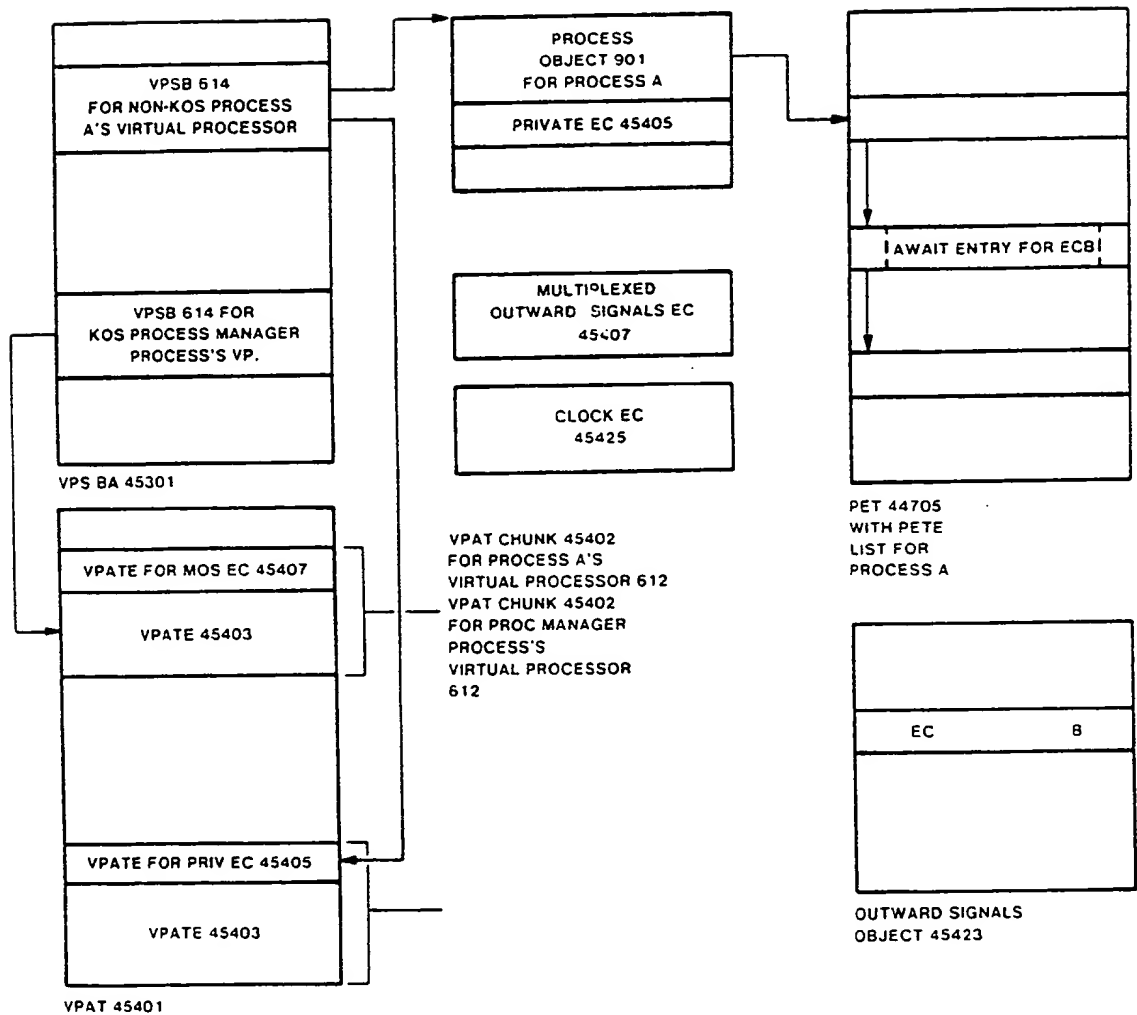 VPSB 614
FOR NON-KOS PROCESS
A'S VIRTUAL PROCESSOR
VPSB 614 FOR
KOS PROCESS MANAGER
PROCESS'S VP.
VPS BA 45301
PROCESS
OBJECT 901
FOR PROCESS A
PRIVATE EC 45405
MULTIPLEXED
OUTWARD SIGNALS EC
45407
CLOCK EC
45425
AWAIT ENTRY FOR ECB
PET 44705
WITH PETE
LIST FOR
PROCESS A
VPATE FOR MOS EC 45407
VPATE 45403
VPATE FOR PRIV EC 45405
VPATE 45403
VPAT 45401
VPAT CHUNK 45402
FOR PROCESS A'S
VIRTUAL PROCESSOR 612
VPAT CHUNK 45402
FOR PROC MANAGER
PROCESS'S
VIRTUAL PROCESSOR
612
EC B
OUTWARD SIGNALS
OBJECT 45423